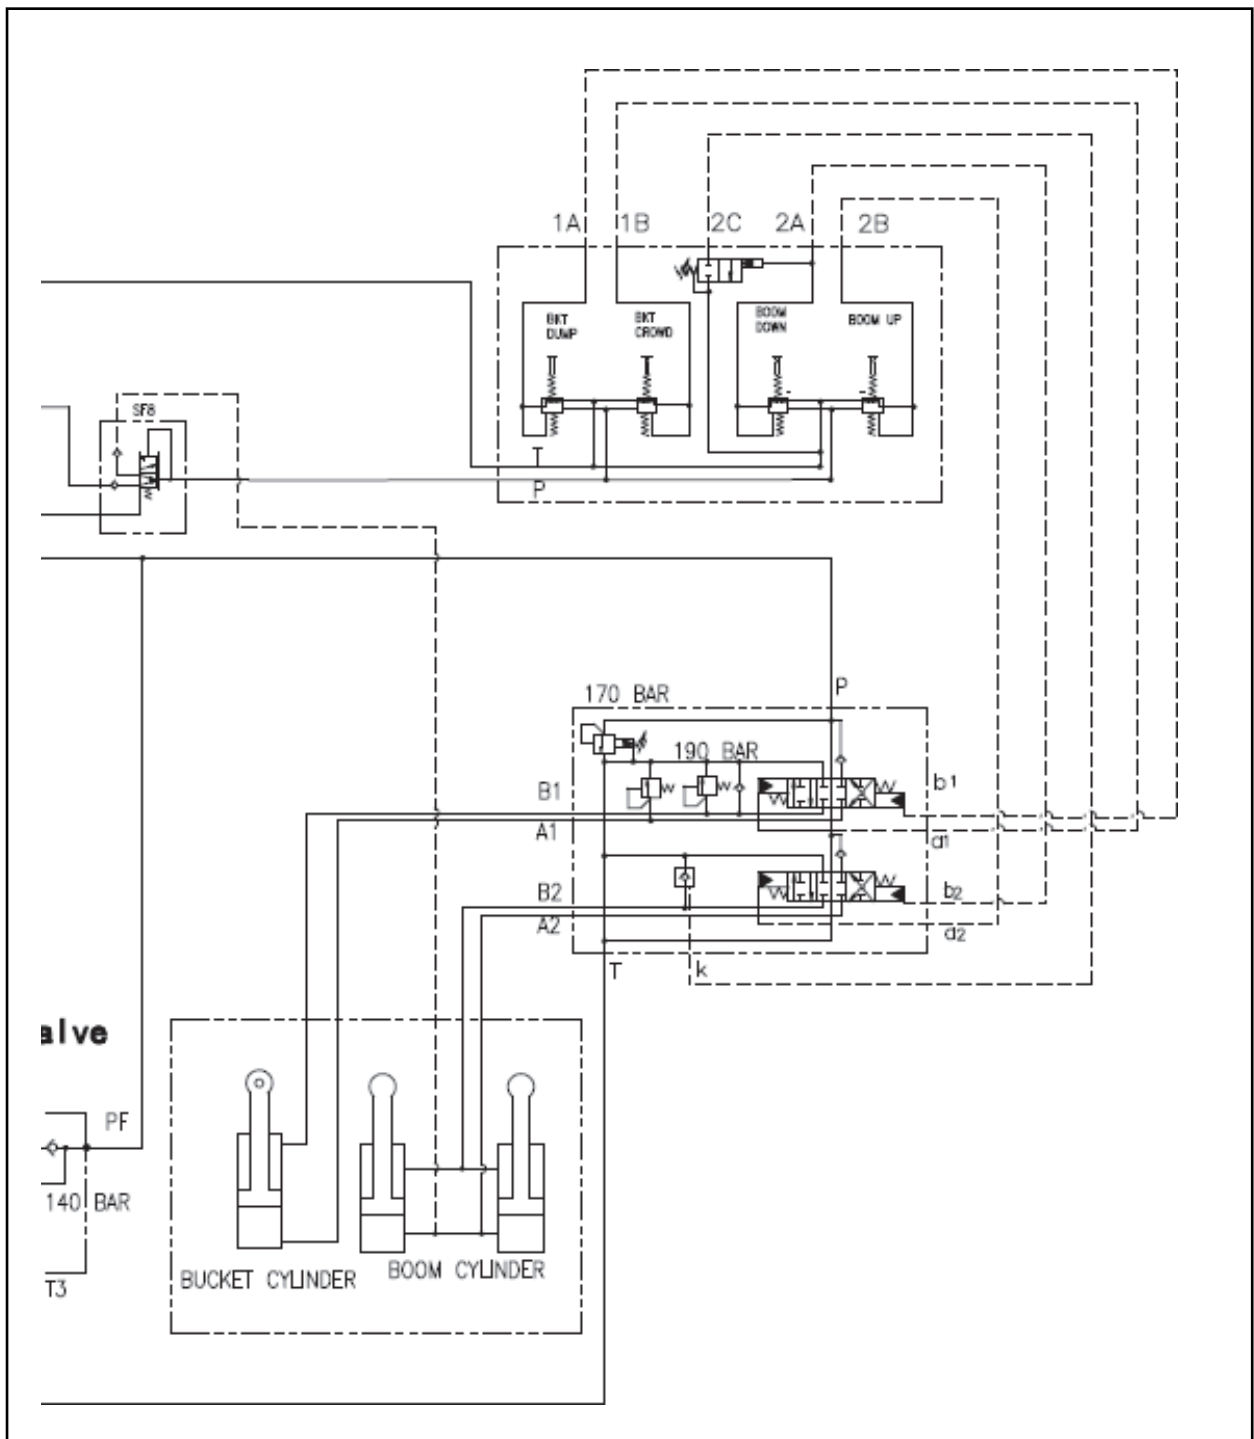 1A 1B 2C 2A 2B
BKT
DUMP
BKT
CROWD
BOOM
DOWN
BOOM UP
SF8
T
P
P
170 BAR
190 BAR
B1
b1
A1
a1
B2
b2
A2
a2
T
k
alve
PF
140 BAR
T3
BUCKET CYLINDER
BOOM CYLINDER